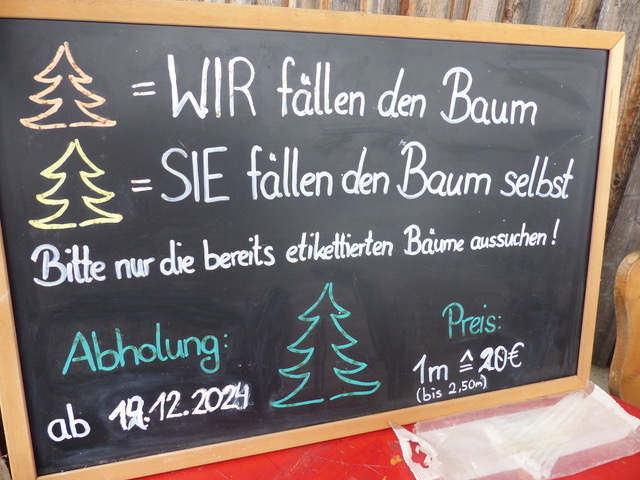 = WIR fällen den Baum
= SIE fällen den Baum selbst
Bitte nur die bereits etikettierten Bäume aussuchen!
Abholung:
ab .12.2024
Preis:
1m ≙ 20€
(bis 2,50m)